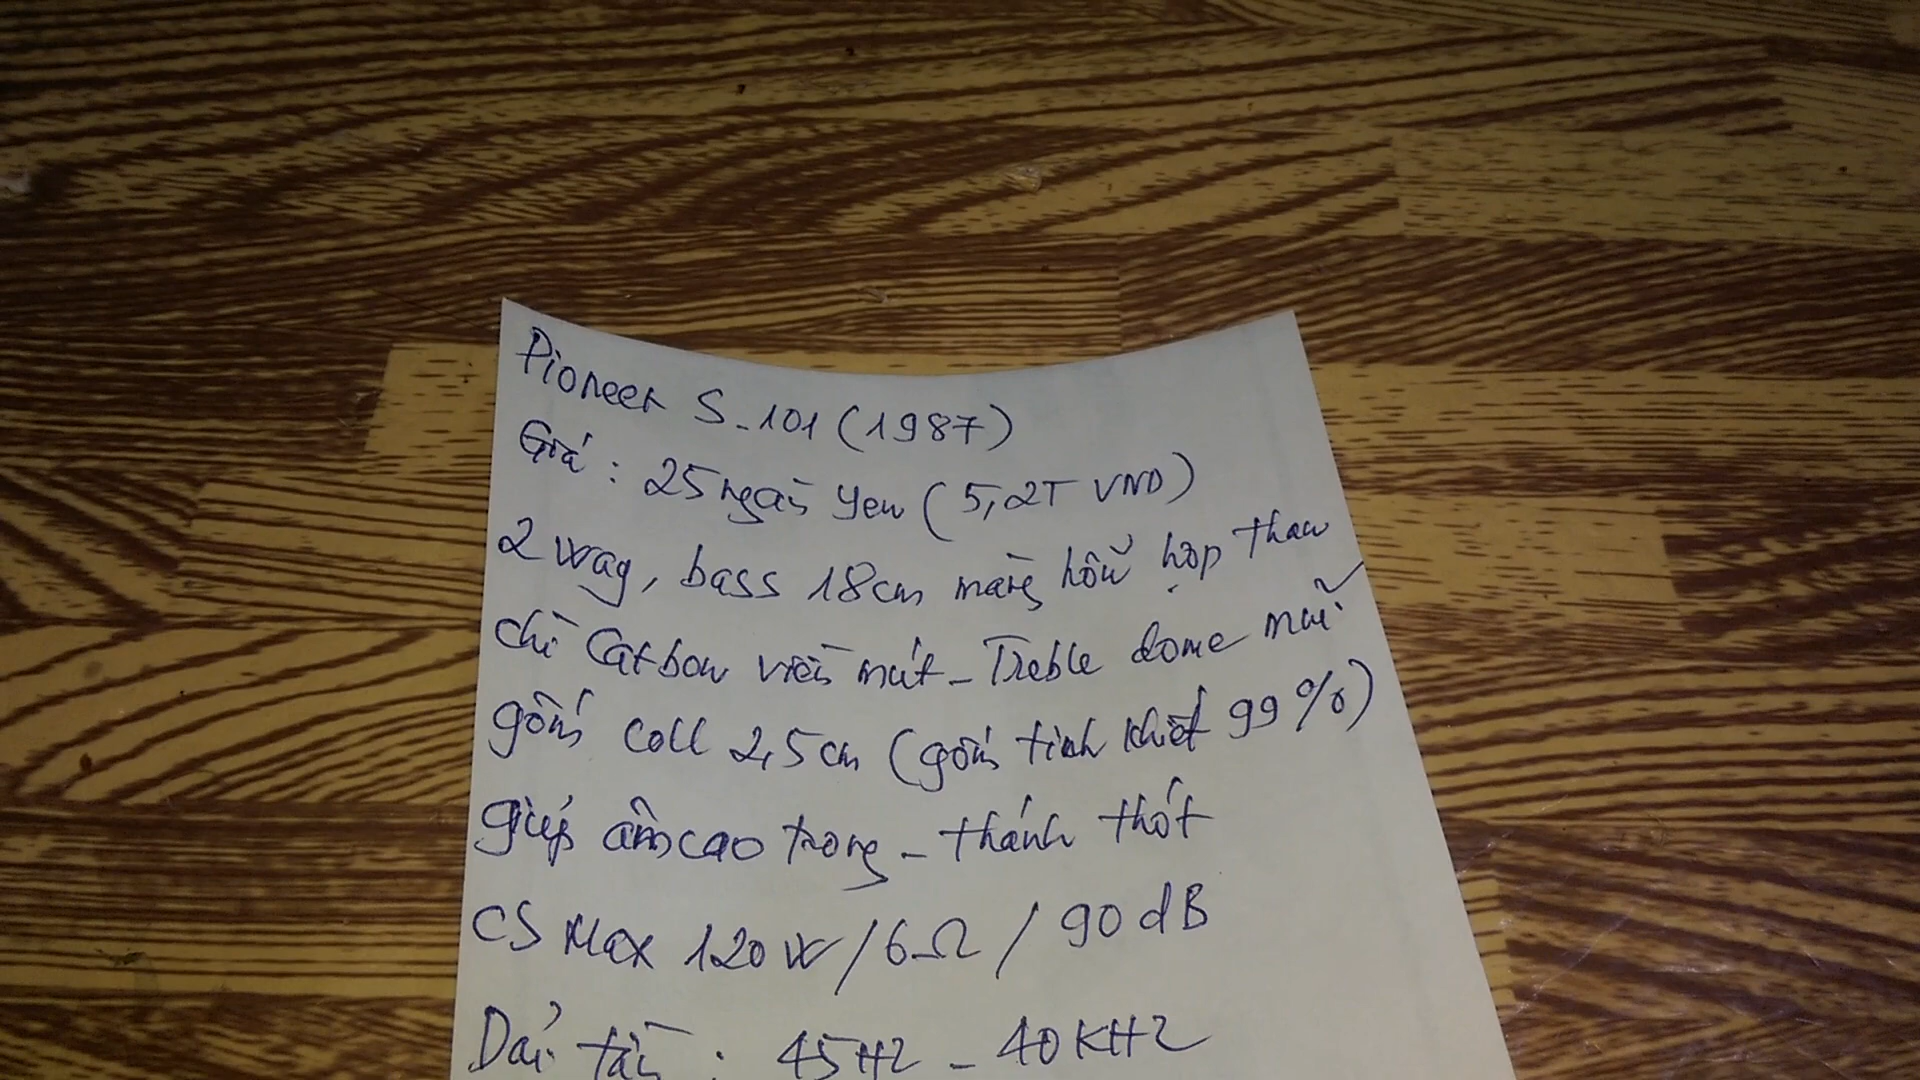 Pioneer S-101 (1987)
Giá : 25 ngàn yen (5,2T VND)
2 way, bass 18cm màng hỗn hợp than
chì Carbon viền mút - Treble dome mũi
gốm coll 2,5cm (gốm tinh khiết 99%)
giúp âm cao trong - thánh thót
CS Max 120W/6Ω/90dB
Dải tần : 45Hz - 40KHz